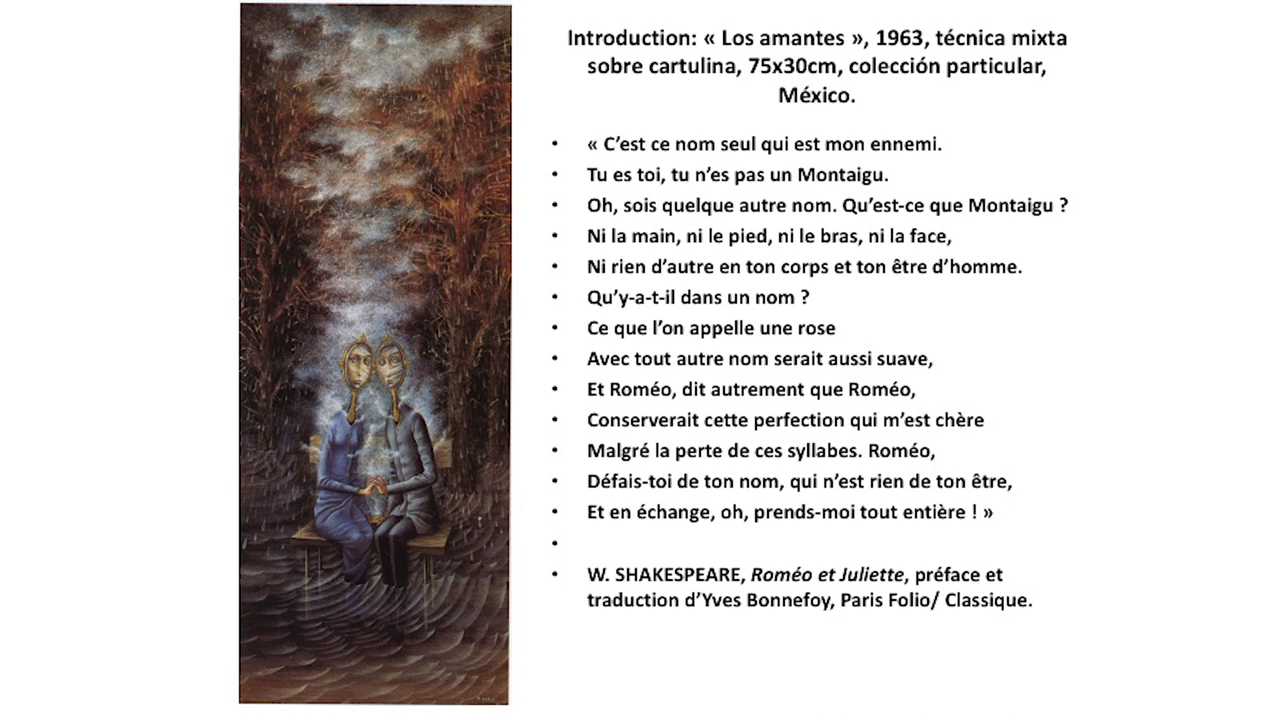 Introduction: « Los amantes », 1963, técnica mixta
sobre cartulina, 75x30cm, colección particular,
México.
• « C’est ce nom seul qui est mon ennemi.
• Tu es toi, tu n’es pas un Montaigu.
• Oh, sois quelque autre nom. Qu’est-ce que Montaigu ?
• Ni la main, ni le pied, ni le bras, ni la face,
• Ni rien d’autre en ton corps et ton être d’homme.
• Qu’y-a-t-il dans un nom ?
• Ce que l’on appelle une rose
• Avec tout autre nom serait aussi suave,
• Et Roméo, dit autrement que Roméo,
• Conserverait cette perfection qui m’est chère
• Malgré la perte de ces syllabes. Roméo,
• Défais-toi de ton nom, qui n’est rien de ton être,
• Et en échange, oh, prends-moi tout entière ! »
•
• W. SHAKESPEARE, Roméo et Juliette, préface et
traduction d’Yves Bonnefoy, Paris Folio/ Classique.